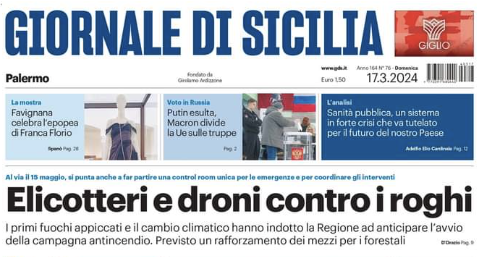 GIORNALE DI SICILIA
GIGLIO
Palermo
Fondato da
Girolamo Ardizzone
www.gds.it Anno 164 N° 76 - Domenica
Euro 1,50 17.3.2024
La mostra
Favignana
celebra l'epopea
di Franca Florio
Spanò Pag. 26
Voto in Russia
Putin esulta,
Macron divide
la Ue sulle truppe
Pag. 3
L'analisi
Sanità pubblica, un sistema
in forte crisi che va tutelato
per il futuro del nostro Paese
Adolfo Elio Cardinale Pag. 12
Al via il 15 maggio, si punta anche a far partire una control room unica per le emergenze e per coordinare gli interventi
Elicotteri e droni contro i roghi
I primi fuochi appiccati e il cambio climatico hanno indotto la Regione ad anticipare l'avvio
della campagna antincendio. Previsto un rafforzamento dei mezzi per i forestali
D'Orazio Pag. 9